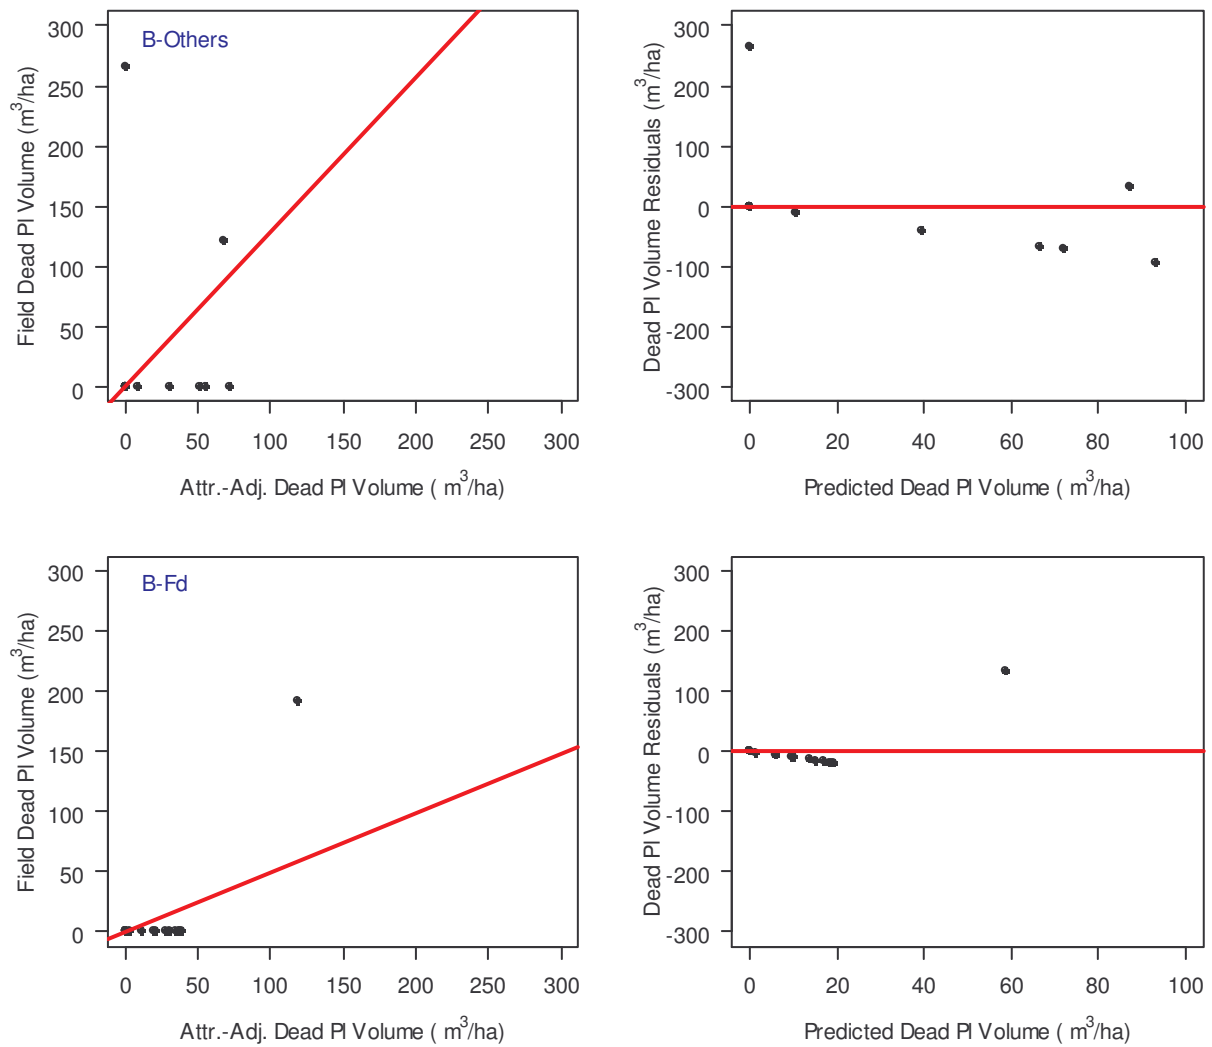 B-Others
Field Dead Pl Volume (m³/ha)
300
250
200
150
100
50
0
0 50 100 150 200 250 300
Attr.-Adj. Dead Pl Volume ( m³/ha)
Dead Pl Volume Residuals (m³/ha)
300
200
100
0
-100
-200
-300
0 20 40 60 80 100
Predicted Dead Pl Volume ( m³/ha)
B-Fd
Field Dead Pl Volume (m³/ha)
300
250
200
150
100
50
0
0 50 100 150 200 250 300
Attr.-Adj. Dead Pl Volume ( m³/ha)
Dead Pl Volume Residuals (m³/ha)
300
200
100
0
-100
-200
-300
0 20 40 60 80 100
Predicted Dead Pl Volume ( m³/ha)